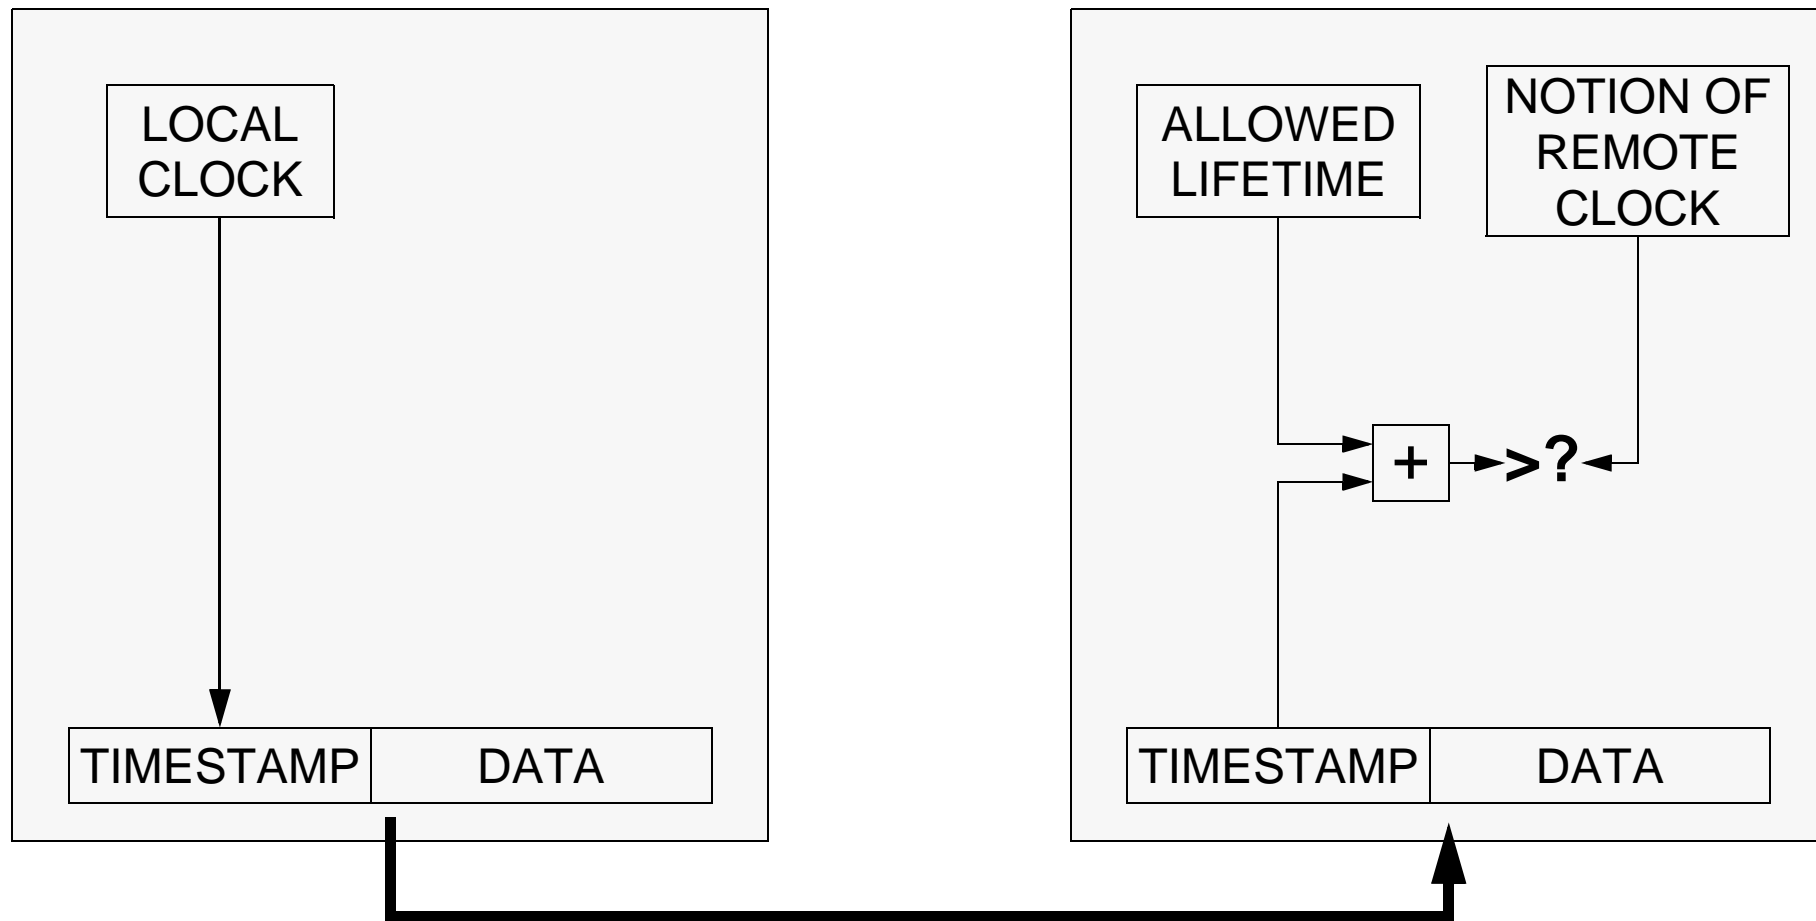 LOCAL
CLOCK
TIMESTAMP
DATA
ALLOWED
LIFETIME
NOTION OF
REMOTE
CLOCK
+
>?
TIMESTAMP
DATA